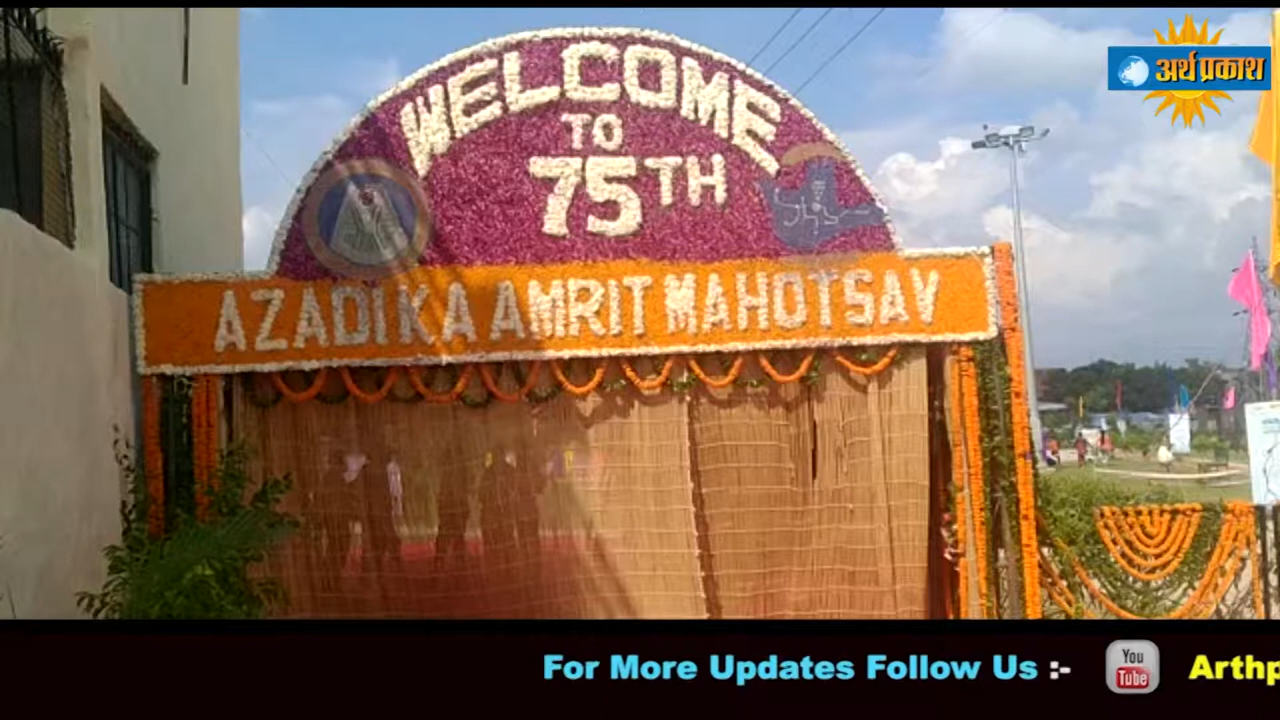 WELCOME
TO
75TH
AZADI KA AMRIT MAHOTSAV
अर्थ प्रकाश
For More Updates Follow Us :-
You
Tube
Arthp